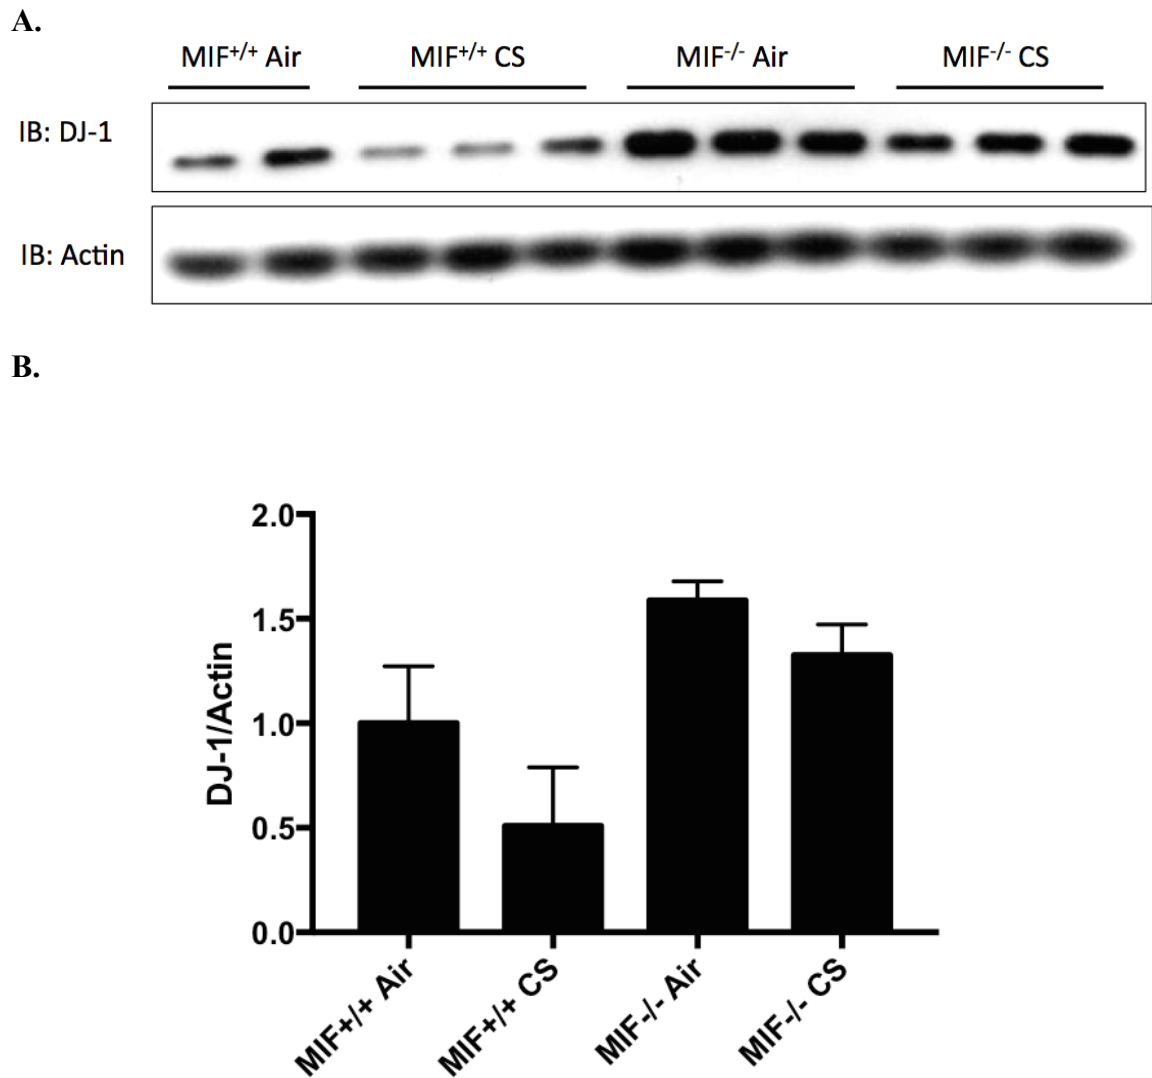 A.
MIF+/+ Air MIF+/+ CS MIF-/- Air MIF-/- CS
IB: DJ-1
IB: Actin
B.
2.0
1.5
1.0
0.5
0.0
DJ-1/Actin
MIF+/+ Air
MIF+/+ CS
MIF-/- Air
MIF-/- CS